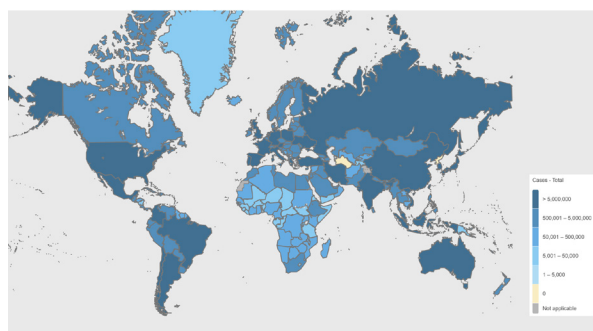 Cases - Total
> 5,000,000
500,001 – 5,000,000
50,001 – 500,000
5,001 – 50,000
1 – 5,000
0
Not applicable